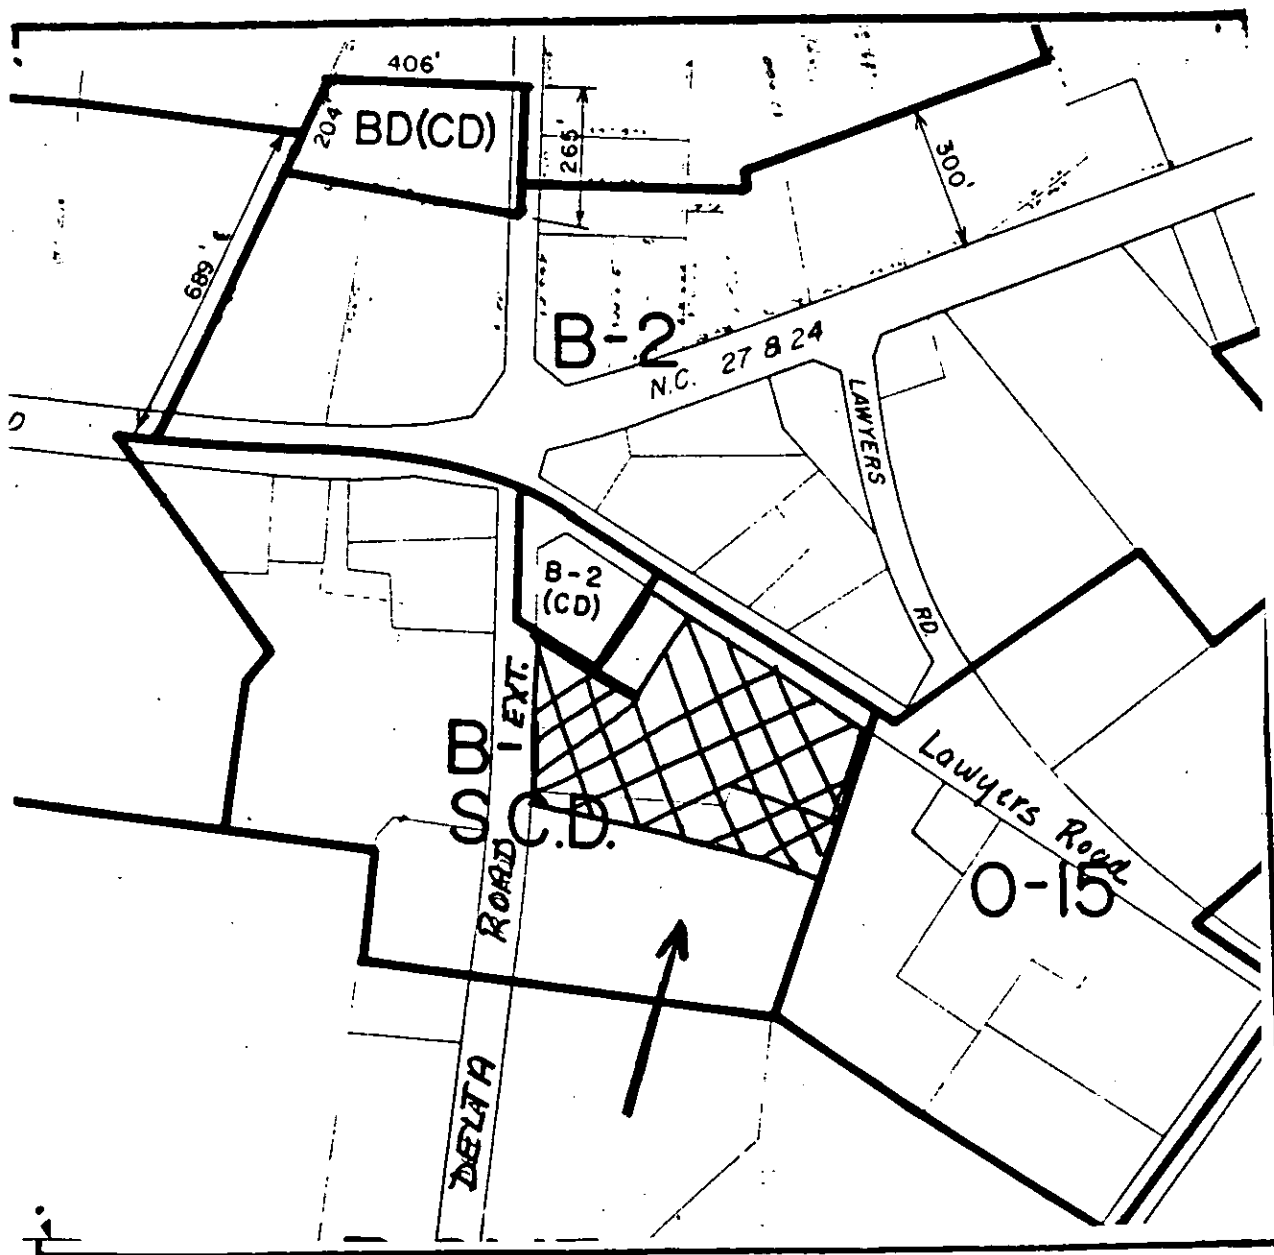 406'
204'
BD(CD)
265'
300'
689'
B-2
N.C. 27 & 24
LAWYERS
RD.
B-2
(CD)
EXT.
B-1
S.C.D.
Lawyers Road
O-15
ROAD
DELTA